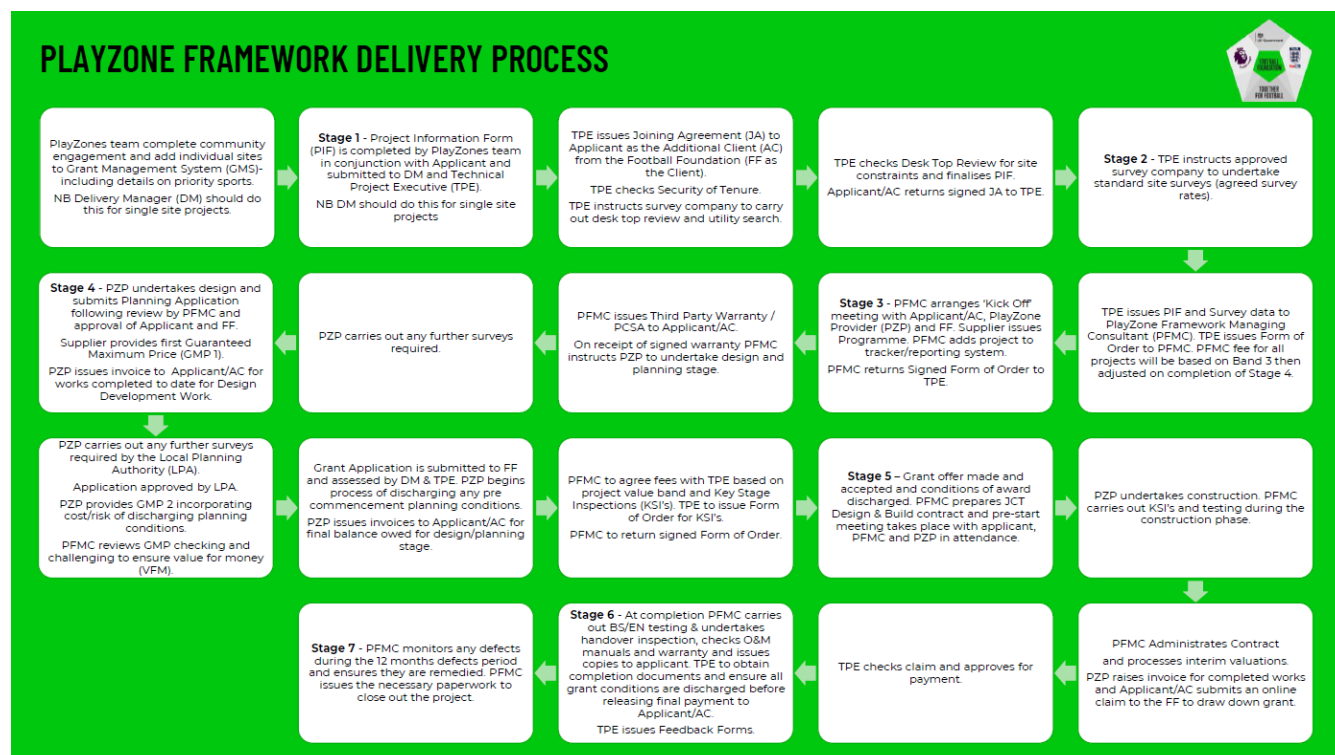 PLAYZONE FRAMEWORK DELIVERY PROCESS
FOOTBALL
FOUNDATION
TOGETHER
FOR FOOTBALL
PlayZones team complete community
engagement and add individual sites
to Grant Management System (GMS)-
including details on priority sports.
NB Delivery Manager (DM) should do
this for single site projects.
Stage 1 - Project Information Form
(PIF) is completed by PlayZones team
in conjunction with Applicant and
submitted to DM and Technical
Project Executive (TPE).
NB DM should do this for single site
projects
TPE issues Joining Agreement (JA) to
Applicant as the Additional Client (AC)
from the Football Foundation (FF as
the Client).
TPE checks Security of Tenure.
TPE instructs survey company to carry
out desk top review and utility search.
TPE checks Desk Top Review for site
constraints and finalises PIF.
Applicant/AC returns signed JA to TPE.
Stage 2 - TPE instructs approved
survey company to undertake
standard site surveys (agreed survey
rates).
TPE issues PIF and Survey data to
PlayZone Framework Managing
Consultant (PFMC). TPE issues Form of
Order to PFMC. PFMC fee for all
projects will be based on Band 3 then
adjusted on completion of Stage 4.
Stage 3 - PFMC arranges 'Kick Off'
meeting with Applicant/AC, PlayZone
Provider (PZP) and FF. Supplier issues
Programme. PFMC adds project to
tracker/reporting system.
PFMC returns Signed Form of Order to
TPE.
PFMC issues Third Party Warranty /
PCSA to Applicant/AC.
On receipt of signed warranty PFMC
instructs PZP to undertake design and
planning stage.
PZP carries out any further surveys
required.
Stage 4 - PZP undertakes design and
submits Planning Application
following review by PFMC and
approval of Applicant and FF.
Supplier provides first Guaranteed
Maximum Price (GMP 1).
PZP issues invoice to Applicant/AC for
works completed to date for Design
Development Work.
PZP carries out any further surveys
required by the Local Planning
Authority (LPA).
Application approved by LPA.
PZP provides GMP 2 incorporating
cost/risk of discharging planning
conditions.
PFMC reviews GMP checking and
challenging to ensure value for money
(VFM).
Grant Application is submitted to FF
and assessed by DM & TPE. PZP begins
process of discharging any pre
commencement planning conditions.
PZP issues invoices to Applicant/AC for
final balance owed for design/planning
stage.
PFMC to agree fees with TPE based on
project value band and Key Stage
Inspections (KSI's). TPE to issue Form
of Order for KSI's.
PFMC to return signed Form of Order.
Stage 5 – Grant offer made and
accepted and conditions of award
discharged. PFMC prepares JCT
Design & Build contract and pre-start
meeting takes place with applicant,
PFMC and PZP in attendance.
PZP undertakes construction. PFMC
carries out KSI's and testing during the
construction phase.
PFMC Administrates Contract
and processes interim valuations.
PZP raises invoice for completed works
and Applicant/AC submits an online
claim to the FF to draw down grant.
TPE checks claim and approves for
payment.
Stage 6 - At completion PFMC carries
out BS/EN testing & undertakes
handover inspection, checks O&M
manuals and warranty and issues
copies to applicant. TPE to obtain
completion documents and ensure all
grant conditions are discharged before
releasing final payment to
Applicant/AC.
TPE issues Feedback Forms.
Stage 7 - PFMC monitors any defects
during the 12 months defects period
and ensures they are remedied. PFMC
issues the necessary paperwork to
close out the project.